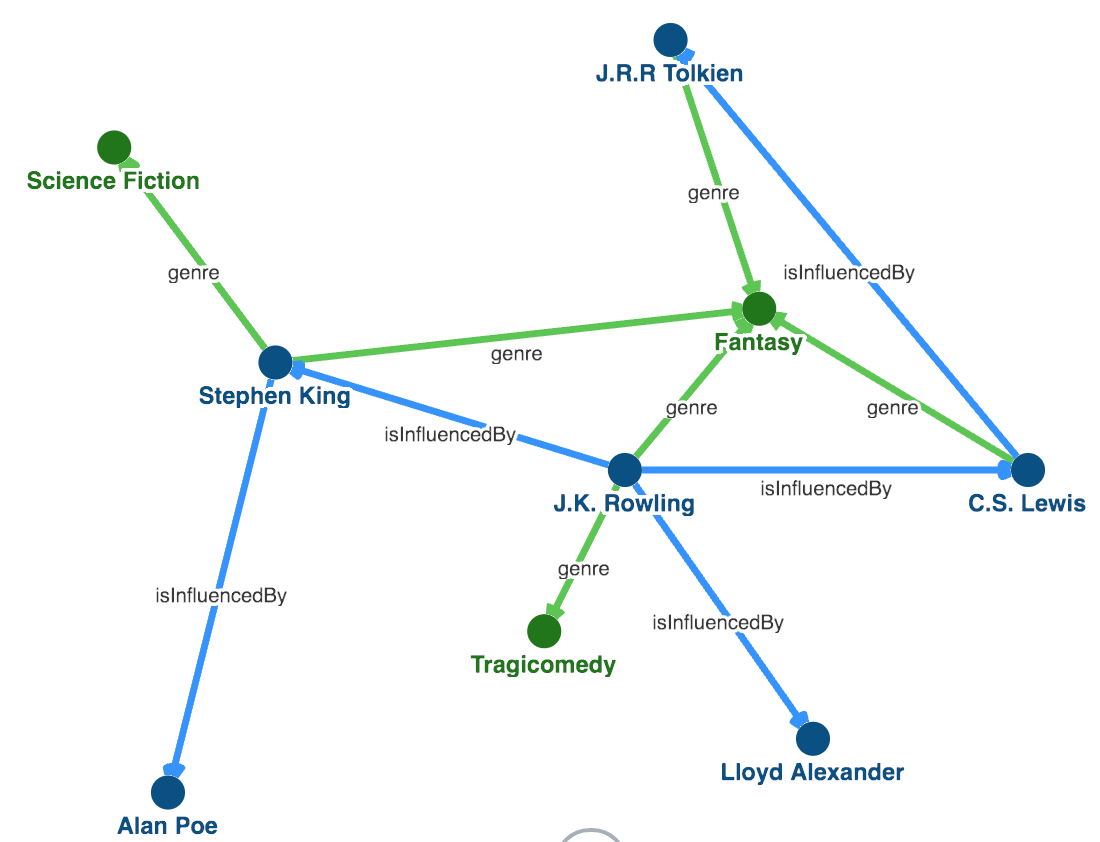 J.R.R Tolkien
Science Fiction
genre
genre
isInfluencedBy
Fantasy
genre
Stephen King
genre
genre
isInfluencedBy
isInfluencedBy
J.K. Rowling
C.S. Lewis
genre
isInfluencedBy
isInfluencedBy
Tragicomedy
Lloyd Alexander
Alan Poe